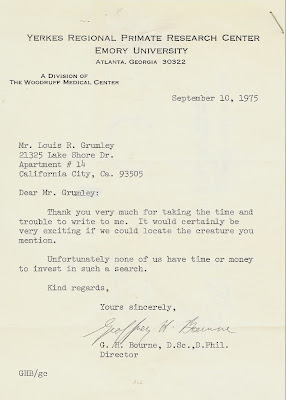 YERKES REGIONAL PRIMATE RESEARCH CENTER
EMORY UNIVERSITY
ATLANTA, GEORGIA 30322
A DIVISION OF
THE WOODRUFF MEDICAL CENTER
September 10, 1975
Mr. Louis R. Grumley
21325 Lake Shore Dr.
Apartment # 14
California City, Ca. 93505
Dear Mr. Grumley:
Thank you very much for taking the time and
trouble to write to me. It would certainly be
very exciting if we could locate the creature you
mention.
Unfortunately none of us have time or money
to invest in such a search.
Kind regards,
Yours sincerely,
Geoffrey H Bourne
G. H. Bourne, D.Sc.,D.Phil.
Director
GHB/gc